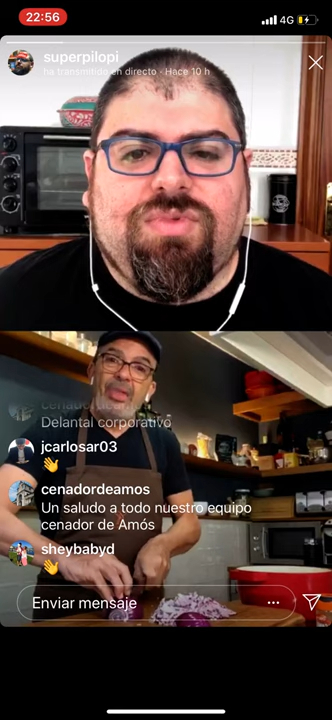 22:56
4G
superpilopi
ha transmitido en directo · Hace 10 h
cenadordeamos
Delantal corporativo
jcarlosar03
👋
cenadordeamos
Un saludo a todo nuestro equipo
cenador de Amós
sheybabyd
👋
Enviar mensaje